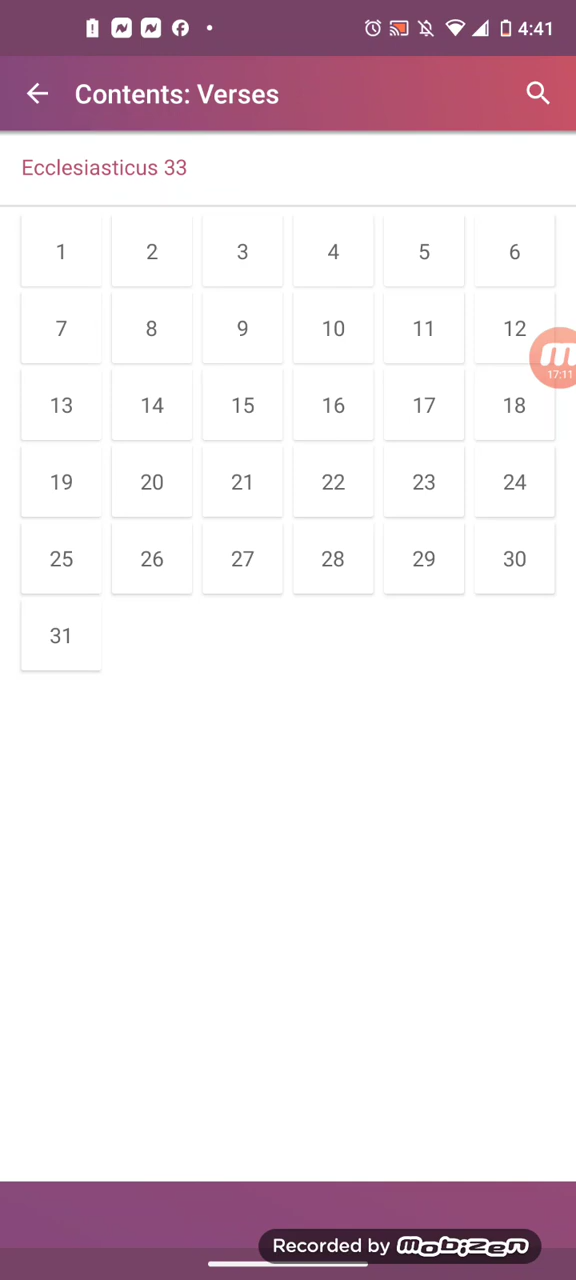 4:41
Contents: Verses
Ecclesiasticus 33
1 2 3 4 5 6
7 8 9 10 11 12
17:11
13 14 15 16 17 18
19 20 21 22 23 24
25 26 27 28 29 30
31
Recorded by mobizen